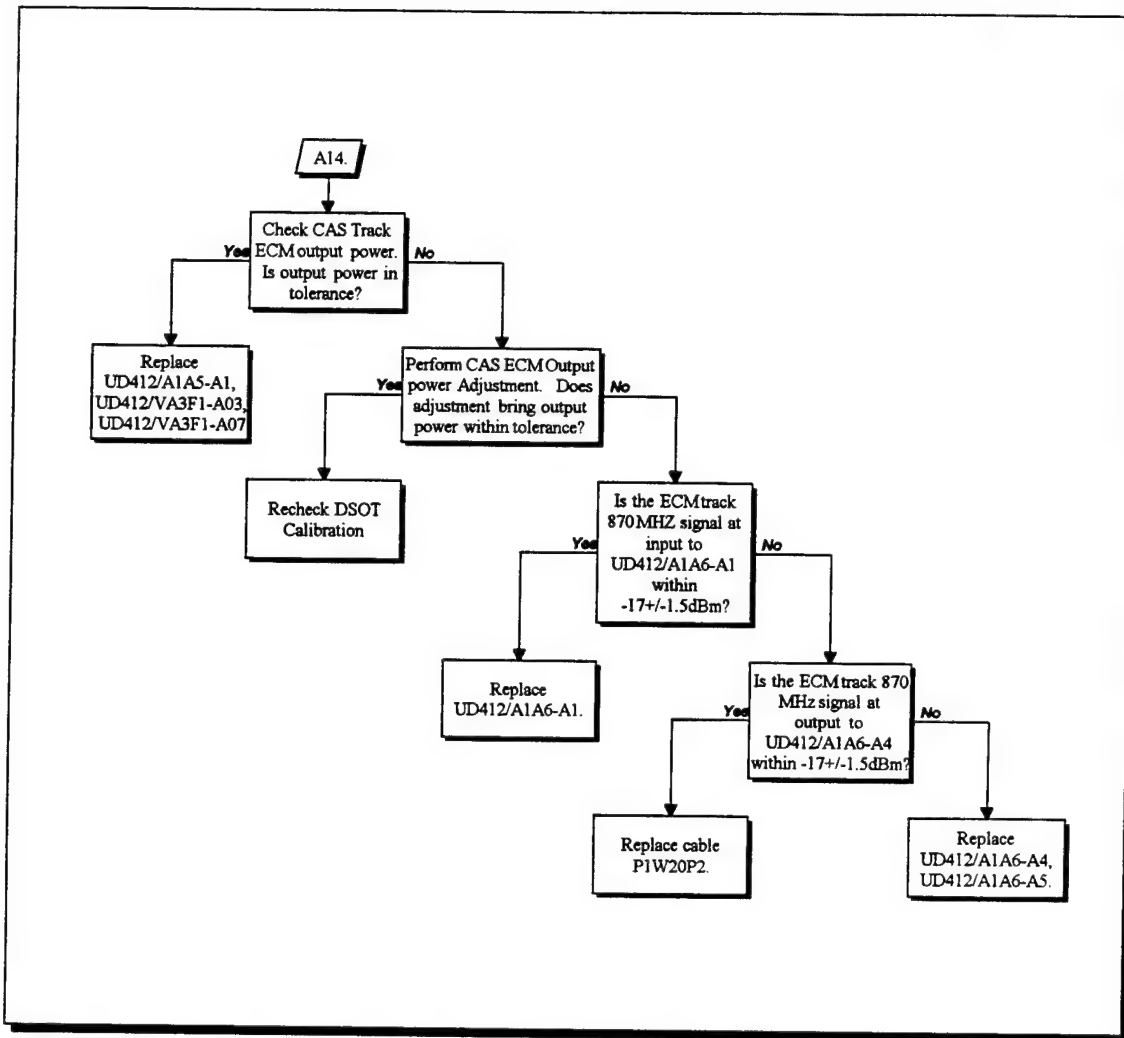 A14.
Check CAS Track
ECM output power.
Is output power in
tolerance?
Yes
No
Replace
UD412/A1A5-A1,
UD412/VA3F1-A03,
UD412/VA3F1-A07
Perform CAS ECM Output
power Adjustment. Does
adjustment bring output
power within tolerance?
Yes
No
Recheck DSOT
Calibration
Is the ECM track
870 MHZ signal at
input to
UD412/A1A6-A1
within
-17+/-1.5dBm?
Yes
No
Replace
UD412/A1A6-A1.
Is the ECM track 870
MHz signal at
output to
UD412/A1A6-A4
within -17+/-1.5dBm?
Yes
No
Replace cable
P1W20P2.
Replace
UD412/A1A6-A4,
UD412/A1A6-A5.